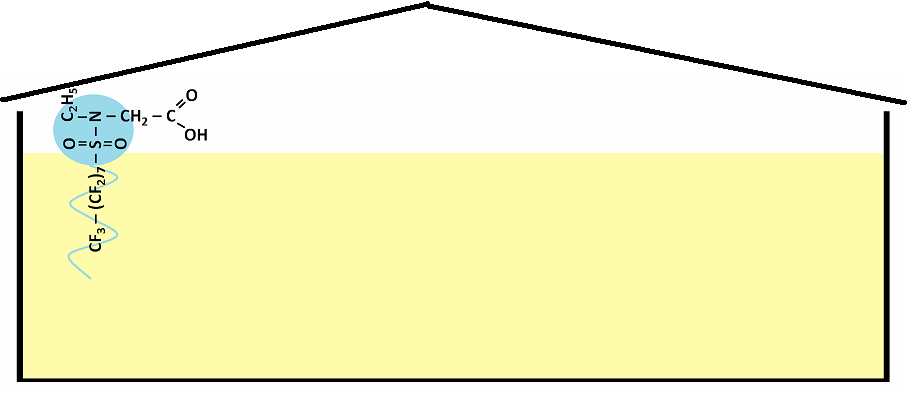 C₂H₅
–N–CH₂–C
O
OH
O=S=O
CF₃–(CF₂)₇–